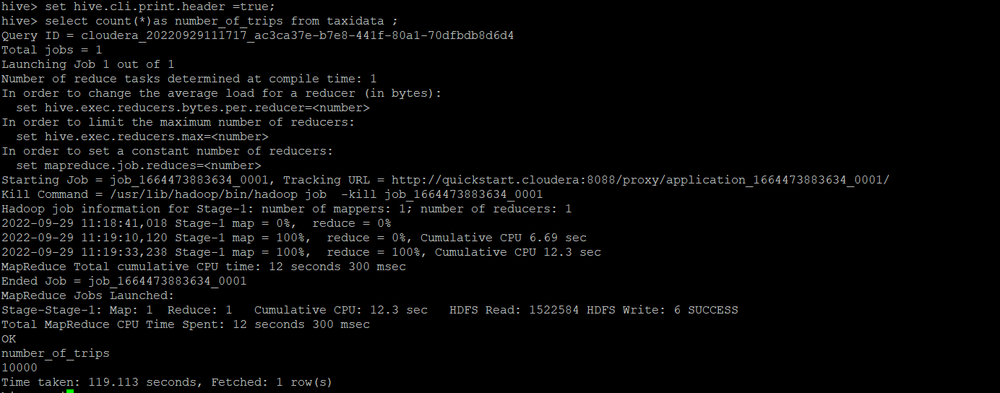 hive> set hive.cli.print.header =true;
hive> select count(*)as number_of_trips from taxidata ;
Query ID = cloudera_20220929111717_ac3ca37e-b7e8-441f-80a1-70dfbdb8d6d4
Total jobs = 1
Launching Job 1 out of 1
Number of reduce tasks determined at compile time: 1
In order to change the average load for a reducer (in bytes):
  set hive.exec.reducers.bytes.per.reducer=<number>
In order to limit the maximum number of reducers:
  set hive.exec.reducers.max=<number>
In order to set a constant number of reducers:
  set mapreduce.job.reduces=<number>
Starting Job = job_1664473883634_0001, Tracking URL = http://quickstart.cloudera:8088/proxy/application_1664473883634_0001/
Kill Command = /usr/lib/hadoop/bin/hadoop job  -kill job_1664473883634_0001
Hadoop job information for Stage-1: number of mappers: 1; number of reducers: 1
2022-09-29 11:18:41,018 Stage-1 map = 0%,  reduce = 0%
2022-09-29 11:19:10,120 Stage-1 map = 100%,  reduce = 0%, Cumulative CPU 6.69 sec
2022-09-29 11:19:33,238 Stage-1 map = 100%,  reduce = 100%, Cumulative CPU 12.3 sec
MapReduce Total cumulative CPU time: 12 seconds 300 msec
Ended Job = job_1664473883634_0001
MapReduce Jobs Launched:
Stage-Stage-1: Map: 1  Reduce: 1   Cumulative CPU: 12.3 sec   HDFS Read: 1522584 HDFS Write: 6 SUCCESS
Total MapReduce CPU Time Spent: 12 seconds 300 msec
OK
number_of_trips
10000
Time taken: 119.113 seconds, Fetched: 1 row(s)